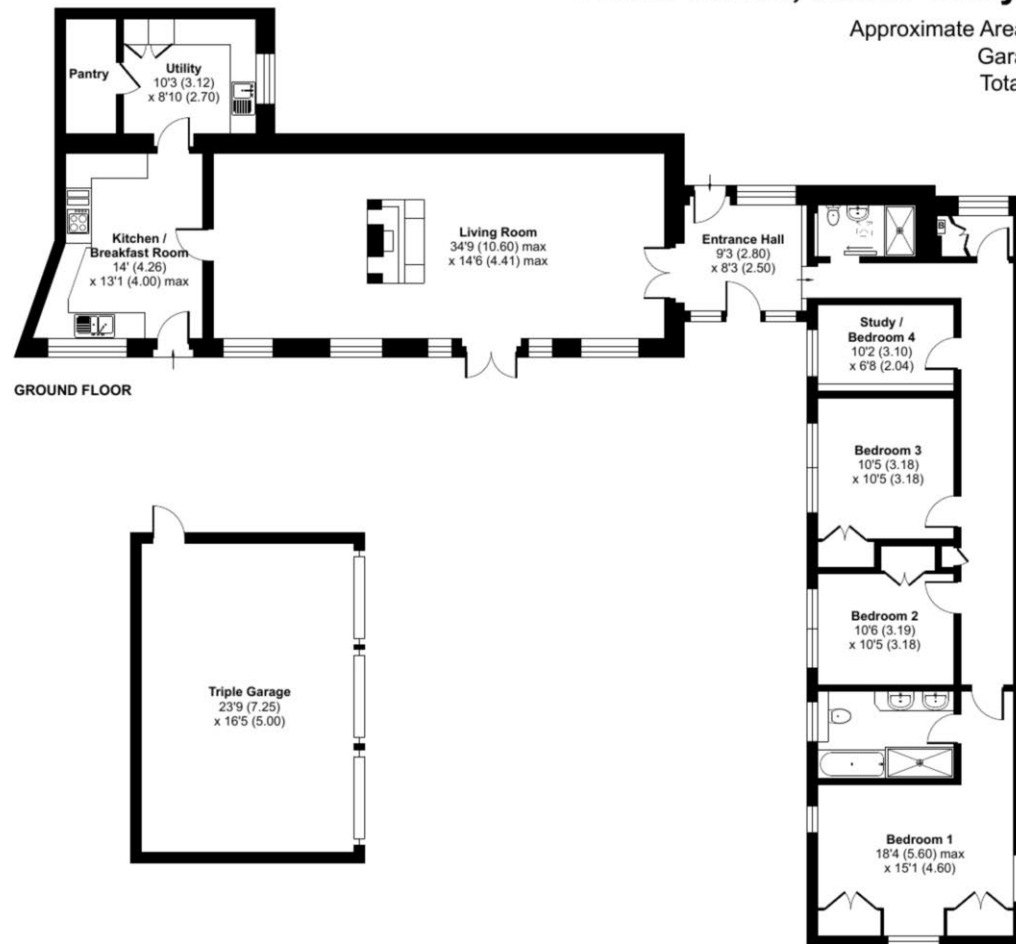 Approximate Area
Gara
Tota
Pantry
Utility
10'3 (3.12)
x 8'10 (2.70)
Kitchen /
Breakfast Room
14' (4.26)
x 13'1 (4.00) max
Living Room
34'9 (10.60) max
x 14'6 (4.41) max
Entrance Hall
9'3 (2.80)
x 8'3 (2.50)
B
Study /
Bedroom 4
10'2 (3.10)
x 6'8 (2.04)
GROUND FLOOR
Bedroom 3
10'5 (3.18)
x 10'5 (3.18)
Bedroom 2
10'6 (3.19)
x 10'5 (3.18)
Triple Garage
23'9 (7.25)
x 16'5 (5.00)
Bedroom 1
18'4 (5.60) max
x 15'1 (4.60)